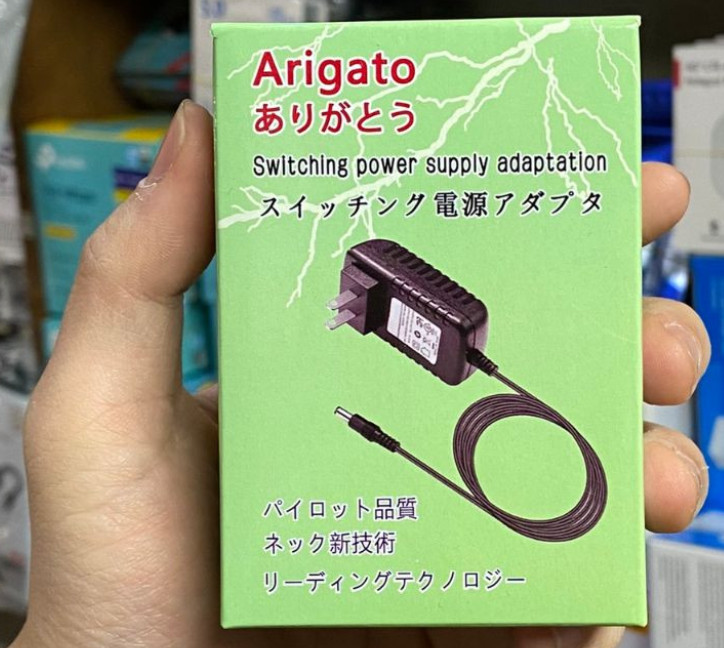 Arigato
ありがとう
Switching power supply adaptation
スイッチング電源アダプタ
パイロット品質
ネック新技術
リーディングテクノロジー